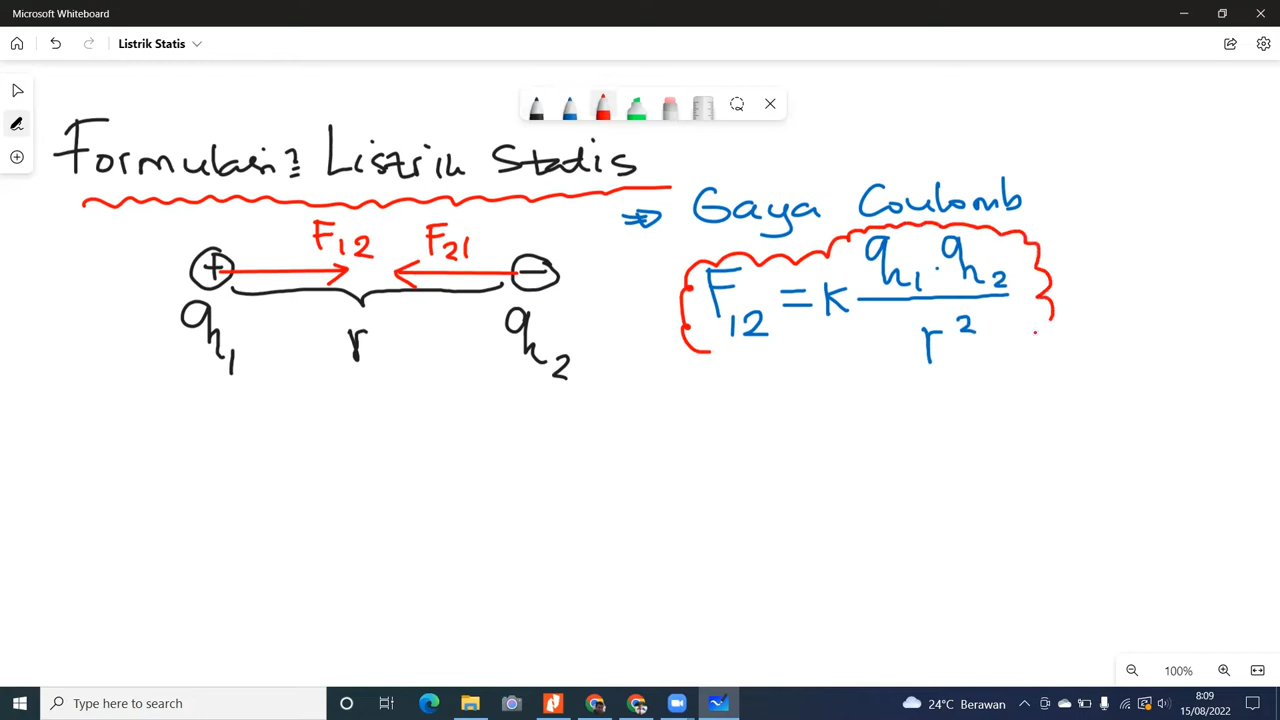 Microsoft Whiteboard
Listrik Statis
Formulasi² Listrik Statis
⇒ Gaya Coulomb
F12 F21
+ −
q1 r q2
F12 = k q1 . q2 / r²
100%
Type here to search
24°C Berawan
8:09
15/08/2022